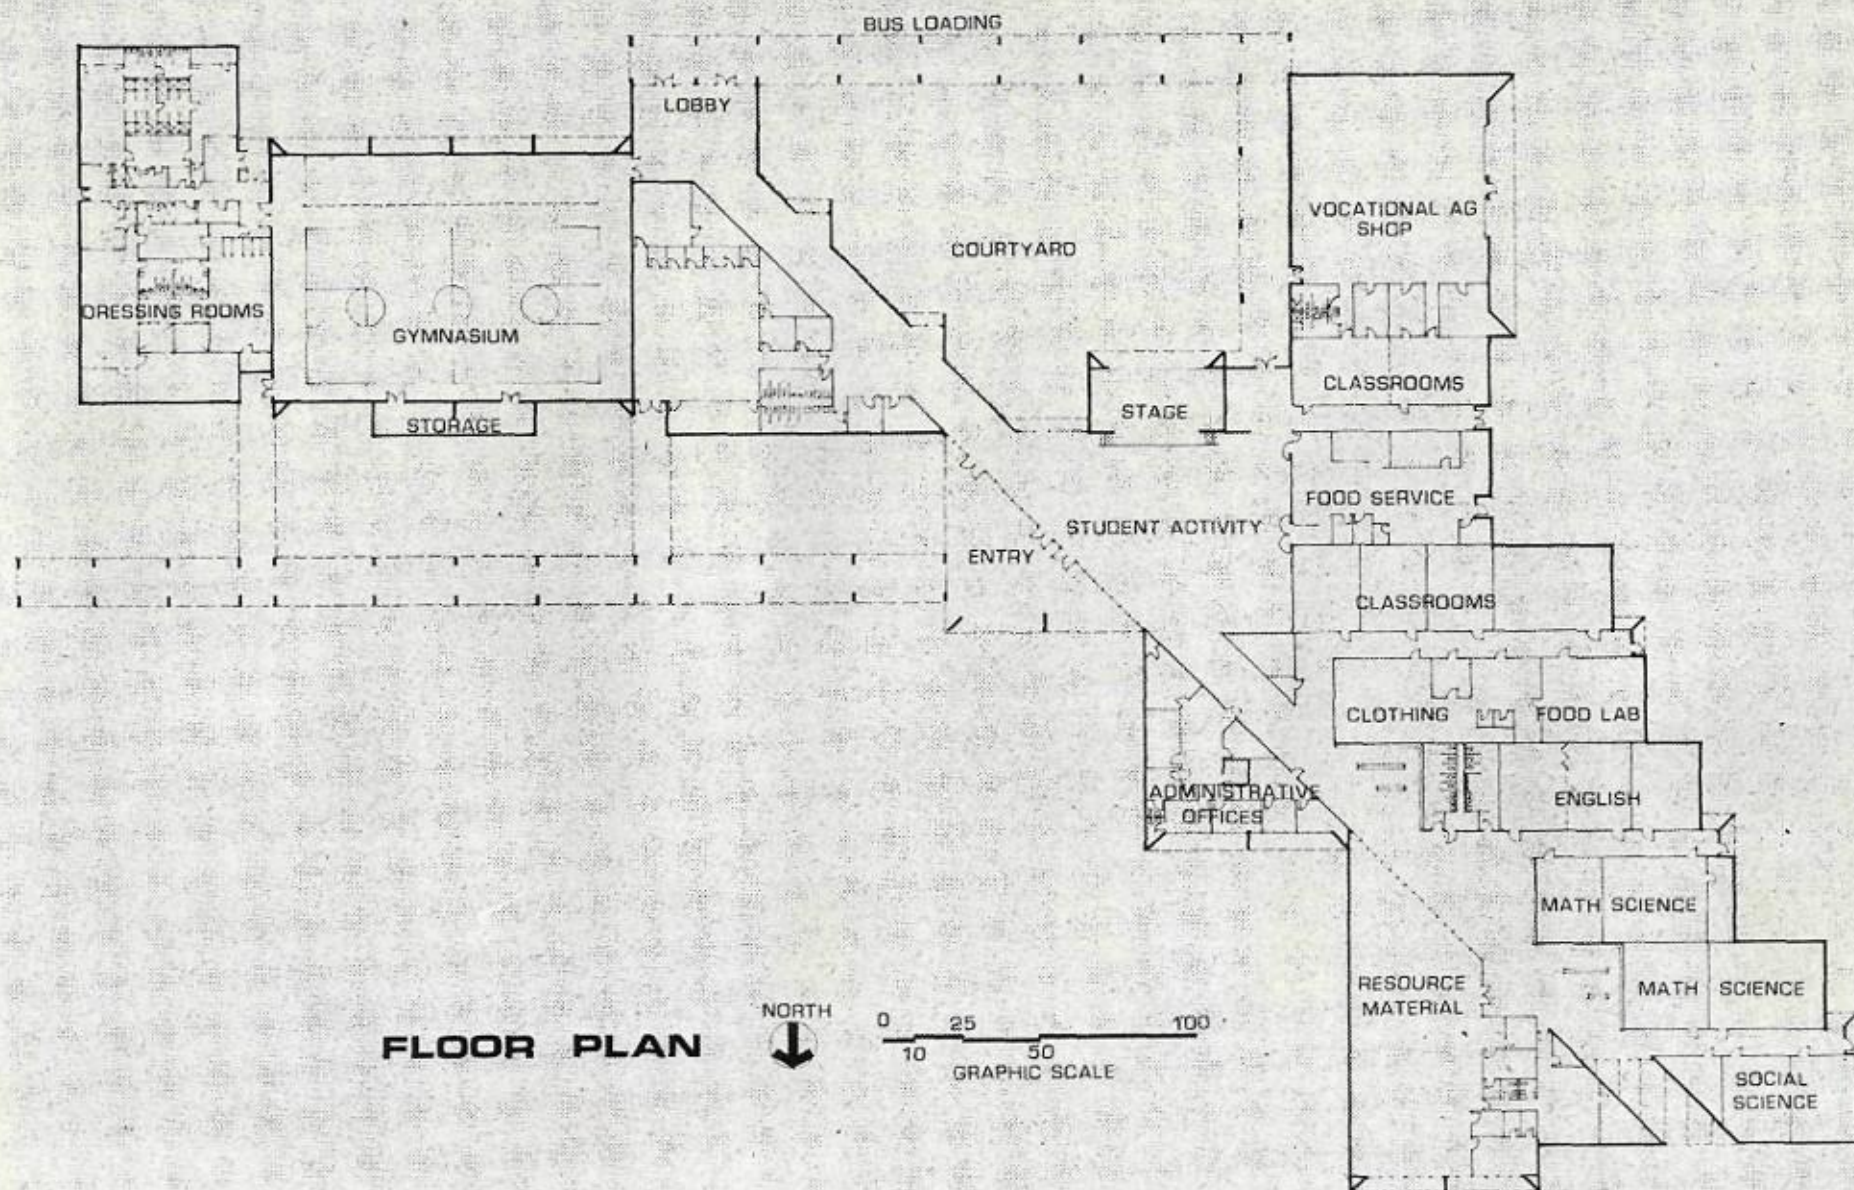 BUS LOADING
LOBBY
VOCATIONAL AG
SHOP
COURTYARD
DRESSING ROOMS
GYMNASIUM
CLASSROOMS
STAGE
STORAGE
FOOD SERVICE
STUDENT ACTIVITY
ENTRY
CLASSROOMS
CLOTHING
FOOD LAB
ADMINISTRATIVE
OFFICES
ENGLISH
MATH
SCIENCE
RESOURCE
MATERIAL
MATH
SCIENCE
SOCIAL
SCIENCE
FLOOR PLAN
NORTH
0 25 100
10 50
GRAPHIC SCALE